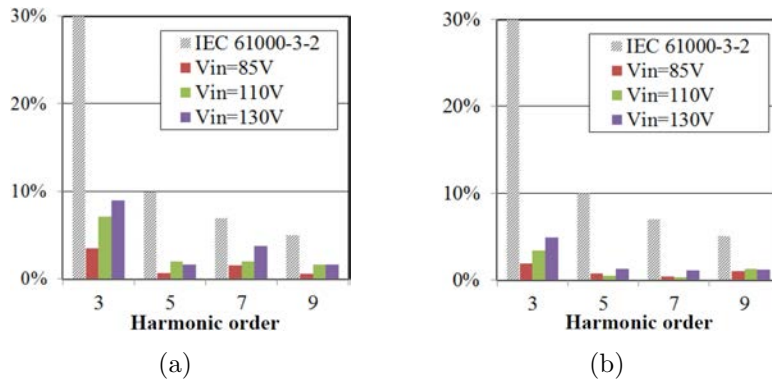 30%
20%
10%
0%
IEC 61000-3-2
Vin=85V
Vin=110V
Vin=130V
3 5 7 9
Harmonic order
(a)
30%
20%
10%
0%
IEC 61000-3-2
Vin=85V
Vin=110V
Vin=130V
3 5 7 9
Harmonic order
(b)